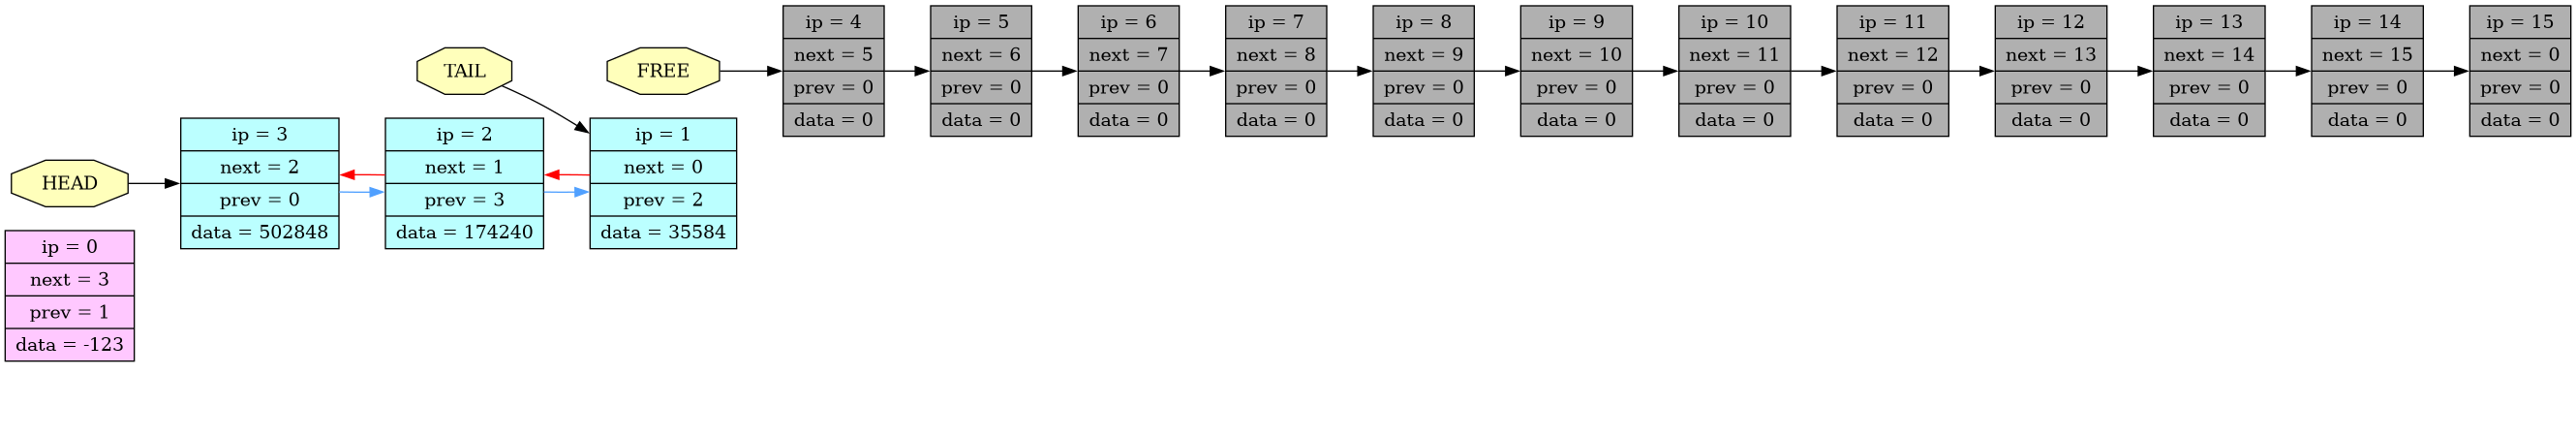 ip = 4
next = 5
prev = 0
data = 0
ip = 5
next = 6
prev = 0
data = 0
ip = 6
next = 7
prev = 0
data = 0
ip = 7
next = 8
prev = 0
data = 0
ip = 8
next = 9
prev = 0
data = 0
ip = 9
next = 10
prev = 0
data = 0
ip = 10
next = 11
prev = 0
data = 0
ip = 11
next = 12
prev = 0
data = 0
ip = 12
next = 13
prev = 0
data = 0
ip = 13
next = 14
prev = 0
data = 0
ip = 14
next = 15
prev = 0
data = 0
ip = 15
next = 0
prev = 0
data = 0
TAIL
FREE
HEAD
ip = 3
next = 2
prev = 0
data = 502848
ip = 2
next = 1
prev = 3
data = 174240
ip = 1
next = 0
prev = 2
data = 35584
ip = 0
next = 3
prev = 1
data = -123